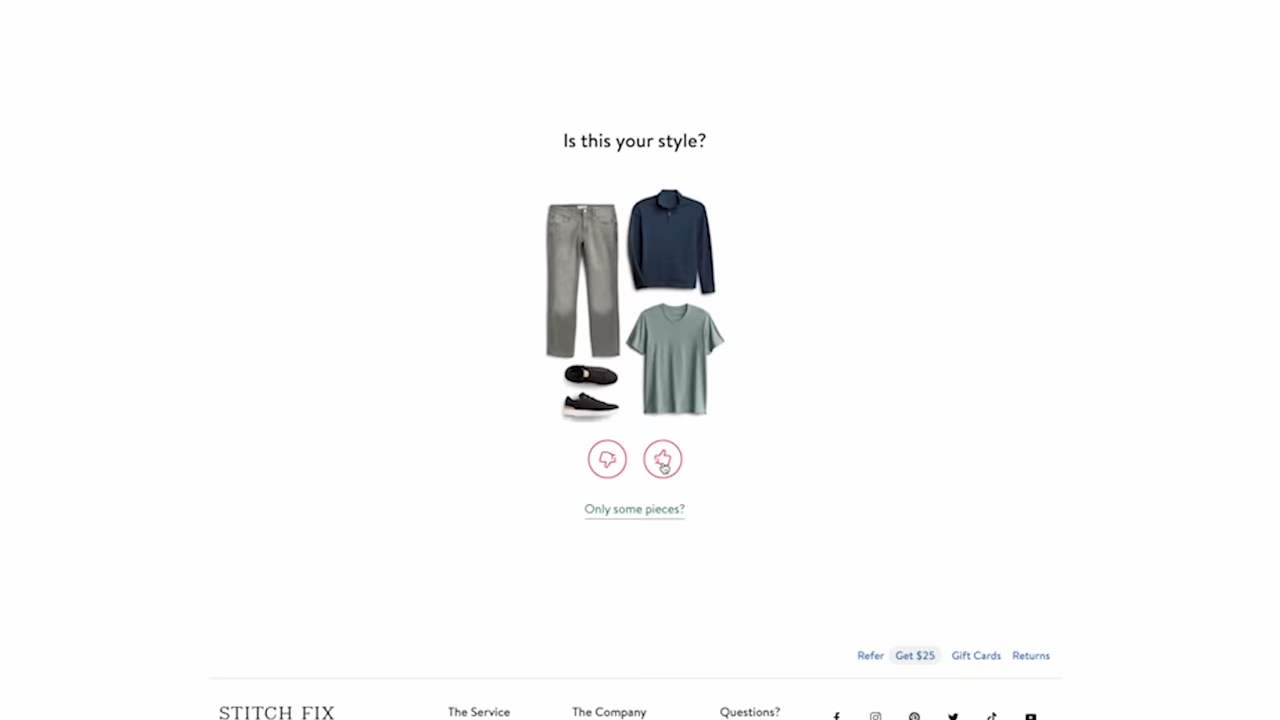 Is this your style?
Only some pieces?
Refer Get $25 Gift Cards Returns
STITCH FIX The Service The Company Questions?